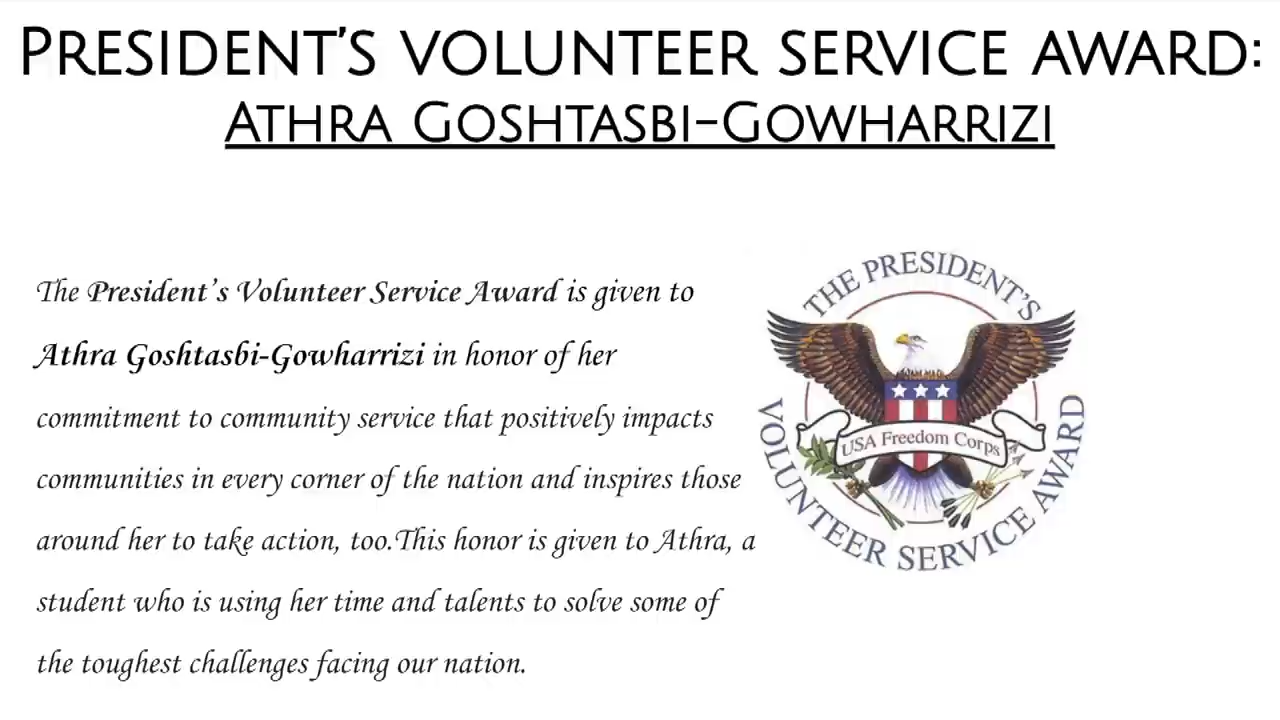 PRESIDENT'S VOLUNTEER SERVICE AWARD:
ATHRA GOSHTASBI-GOWHARRIZI
The President's Volunteer Service Award is given to
Athra Goshtasbi-Gowharrizi in honor of her
commitment to community service that positively impacts
communities in every corner of the nation and inspires those
around her to take action, too.This honor is given to Athra, a
student who is using her time and talents to solve some of
the toughest challenges facing our nation.
THE PRESIDENT'S
USA Freedom Corps
VOLUNTEER SERVICE AWARD